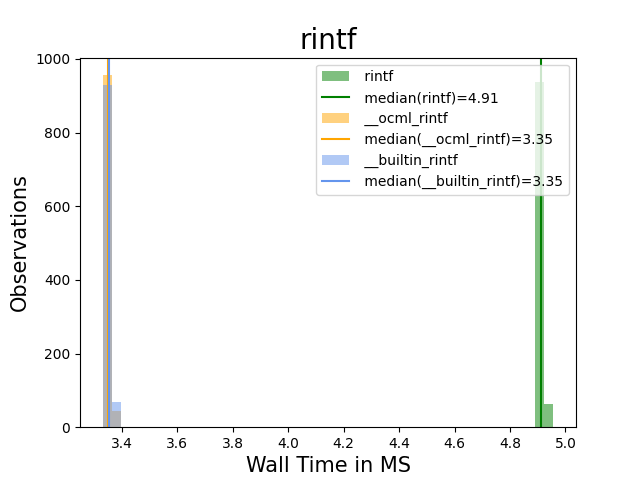 rintf
1000
800
600
400
200
0
Observations
rintf
median(rintf)=4.91
__ocml_rintf
median(__ocml_rintf)=3.35
__builtin_rintf
median(__builtin_rintf)=3.35
3.4 3.6 3.8 4.0 4.2 4.4 4.6 4.8 5.0
Wall Time in MS